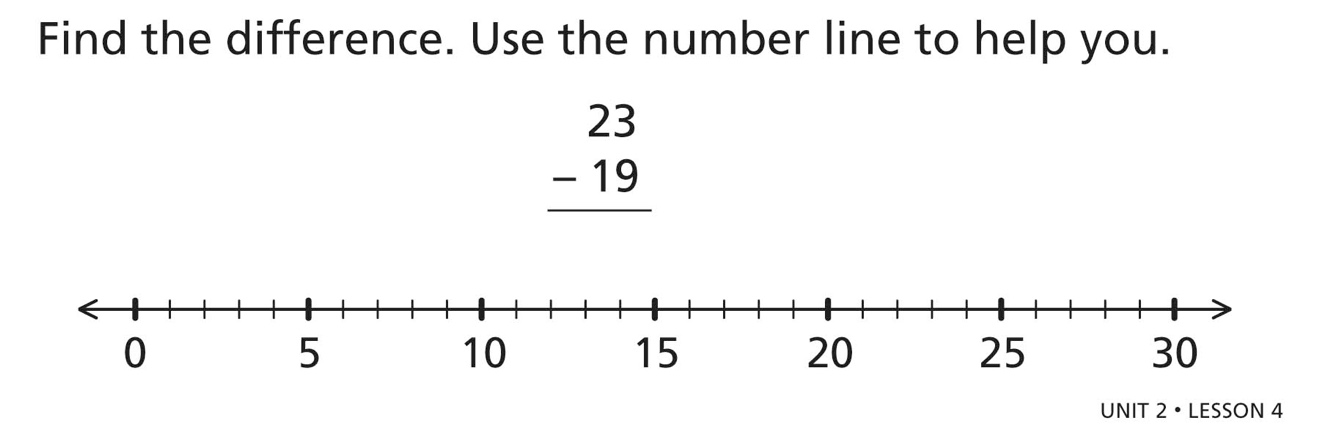 Find the difference. Use the number line to help you.
23
– 19
0 5 10 15 20 25 30
UNIT 2 • LESSON 4